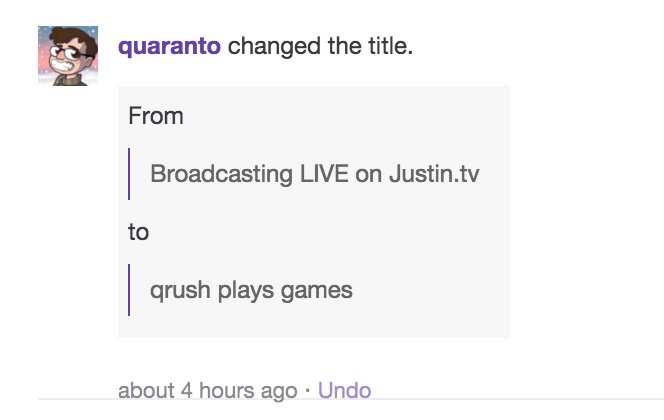 quaranto changed the title.
From
Broadcasting LIVE on Justin.tv
to
qrush plays games
about 4 hours ago · Undo